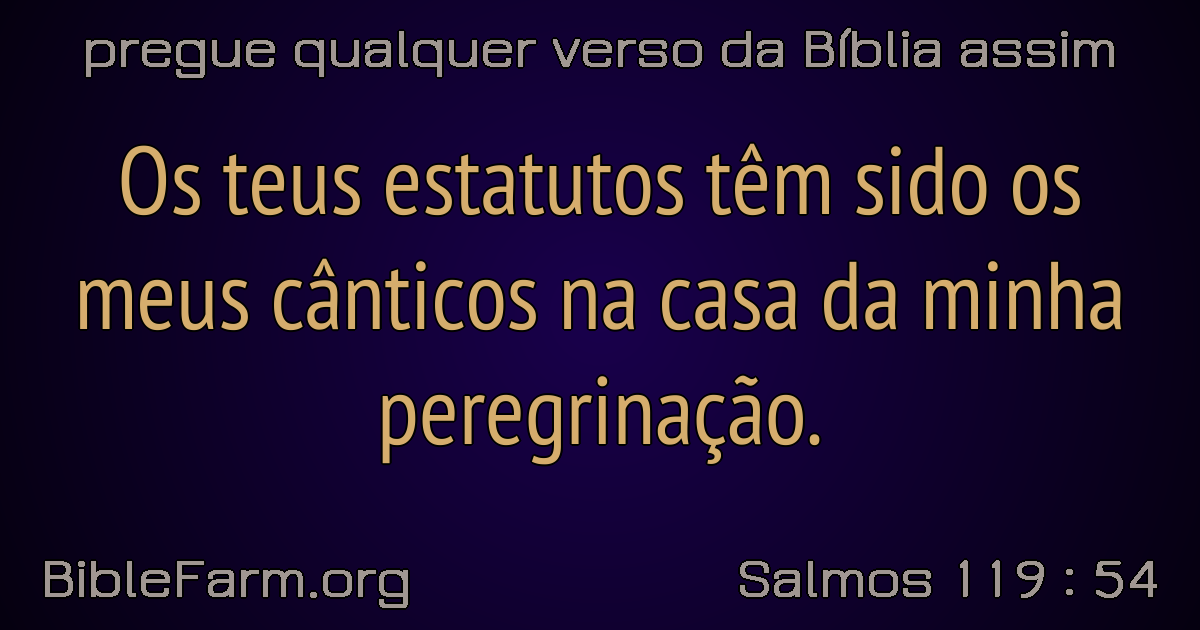 pregue qualquer verso da Bíblia assim
Os teus estatutos têm sido os
meus cânticos na casa da minha
peregrinação.
BibleFarm.org
Salmos 119 : 54